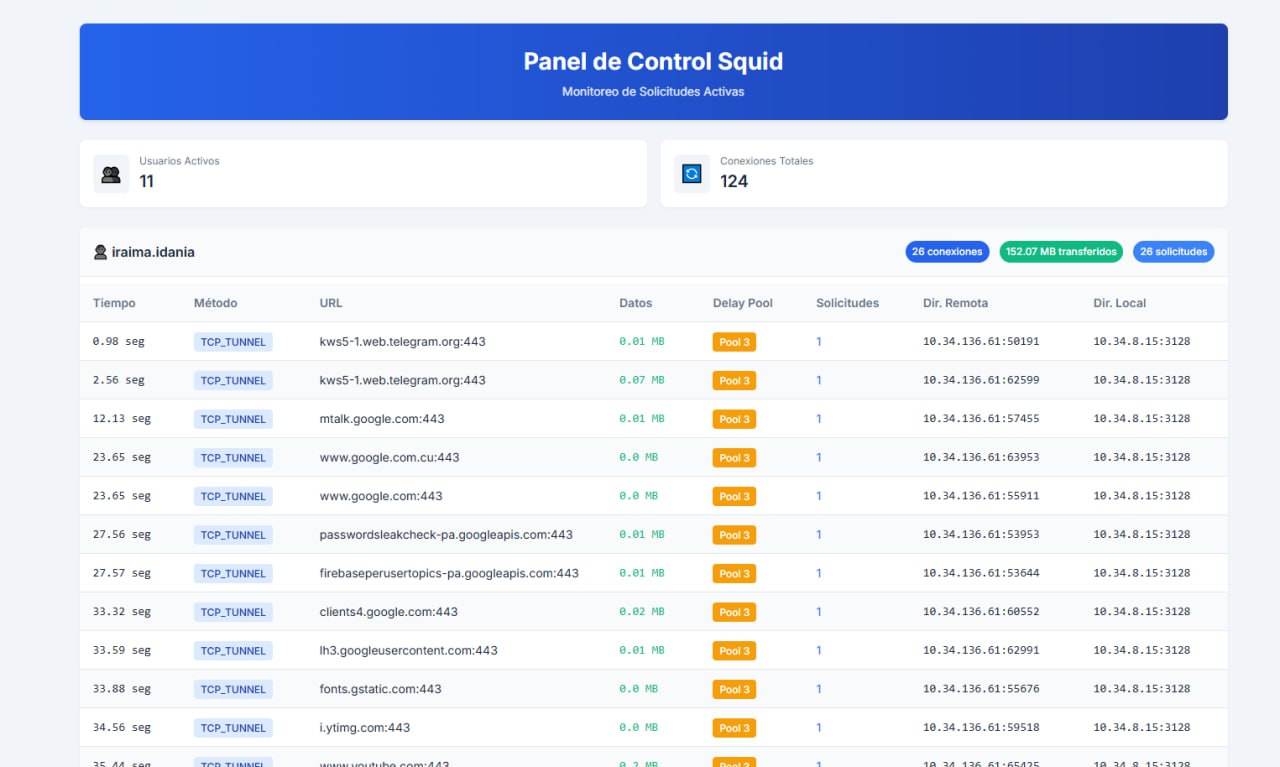 Panel de Control Squid
Monitoreo de Solicitudes Activas
Usuarios Activos
11
Conexiones Totales
124
iraima.idania 26 conexiones 152.07 MB transferidos 26 solicitudes
Tiempo Método URL Datos Delay Pool Solicitudes Dir. Remota Dir. Local
0.98 seg TCP_TUNNEL kws5-1.web.telegram.org:443 0.01 MB Pool 3 1 10.34.136.61:50191 10.34.8.15:3128
2.56 seg TCP_TUNNEL kws5-1.web.telegram.org:443 0.07 MB Pool 3 1 10.34.136.61:62599 10.34.8.15:3128
12.13 seg TCP_TUNNEL mtalk.google.com:443 0.01 MB Pool 3 1 10.34.136.61:57455 10.34.8.15:3128
23.65 seg TCP_TUNNEL www.google.com.cu:443 0.0 MB Pool 3 1 10.34.136.61:63953 10.34.8.15:3128
23.65 seg TCP_TUNNEL www.google.com:443 0.0 MB Pool 3 1 10.34.136.61:55911 10.34.8.15:3128
27.56 seg TCP_TUNNEL passwordsleakcheck-pa.googleapis.com:443 0.01 MB Pool 3 1 10.34.136.61:53953 10.34.8.15:3128
27.57 seg TCP_TUNNEL firebaseperusertopics-pa.googleapis.com:443 0.01 MB Pool 3 1 10.34.136.61:53644 10.34.8.15:3128
33.32 seg TCP_TUNNEL clients4.google.com:443 0.02 MB Pool 3 1 10.34.136.61:60552 10.34.8.15:3128
33.59 seg TCP_TUNNEL lh3.googleusercontent.com:443 0.01 MB Pool 3 1 10.34.136.61:62991 10.34.8.15:3128
33.88 seg TCP_TUNNEL fonts.gstatic.com:443 0.0 MB Pool 3 1 10.34.136.61:55676 10.34.8.15:3128
34.56 seg TCP_TUNNEL i.ytimg.com:443 0.0 MB Pool 3 1 10.34.136.61:59518 10.34.8.15:3128
35.44 seg TCP_TUNNEL www.youtube.com:443 Pool 3 1 10.34.8.15:3128